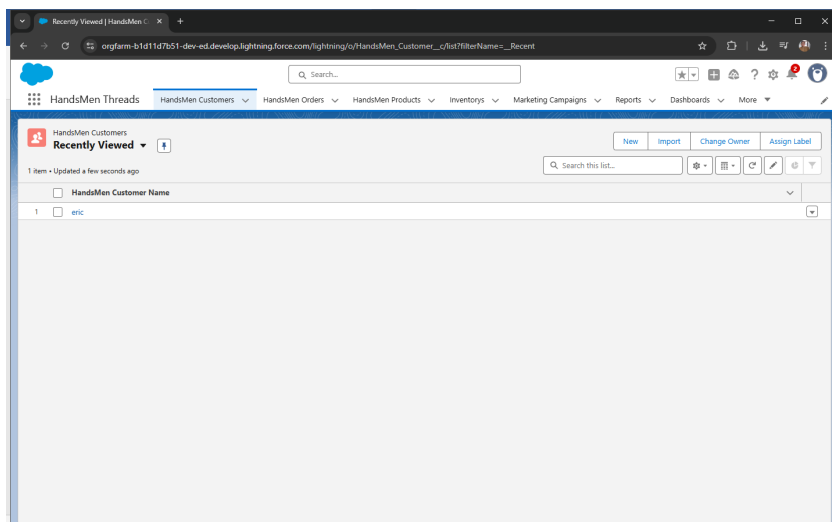 Recently Viewed | HandsMen C
orgfarm-b1d11d7b51-dev-ed.develop.lightning.force.com/lightning/o/HandsMen_Customer__c/list?filterName=__Recent
Search...
2
HandsMen Threads HandsMen Customers HandsMen Orders HandsMen Products Inventorys Marketing Campaigns Reports Dashboards More
HandsMen Customers
Recently Viewed
New Import Change Owner Assign Label
1 item • Updated a few seconds ago
Search this list...
HandsMen Customer Name
1 eric